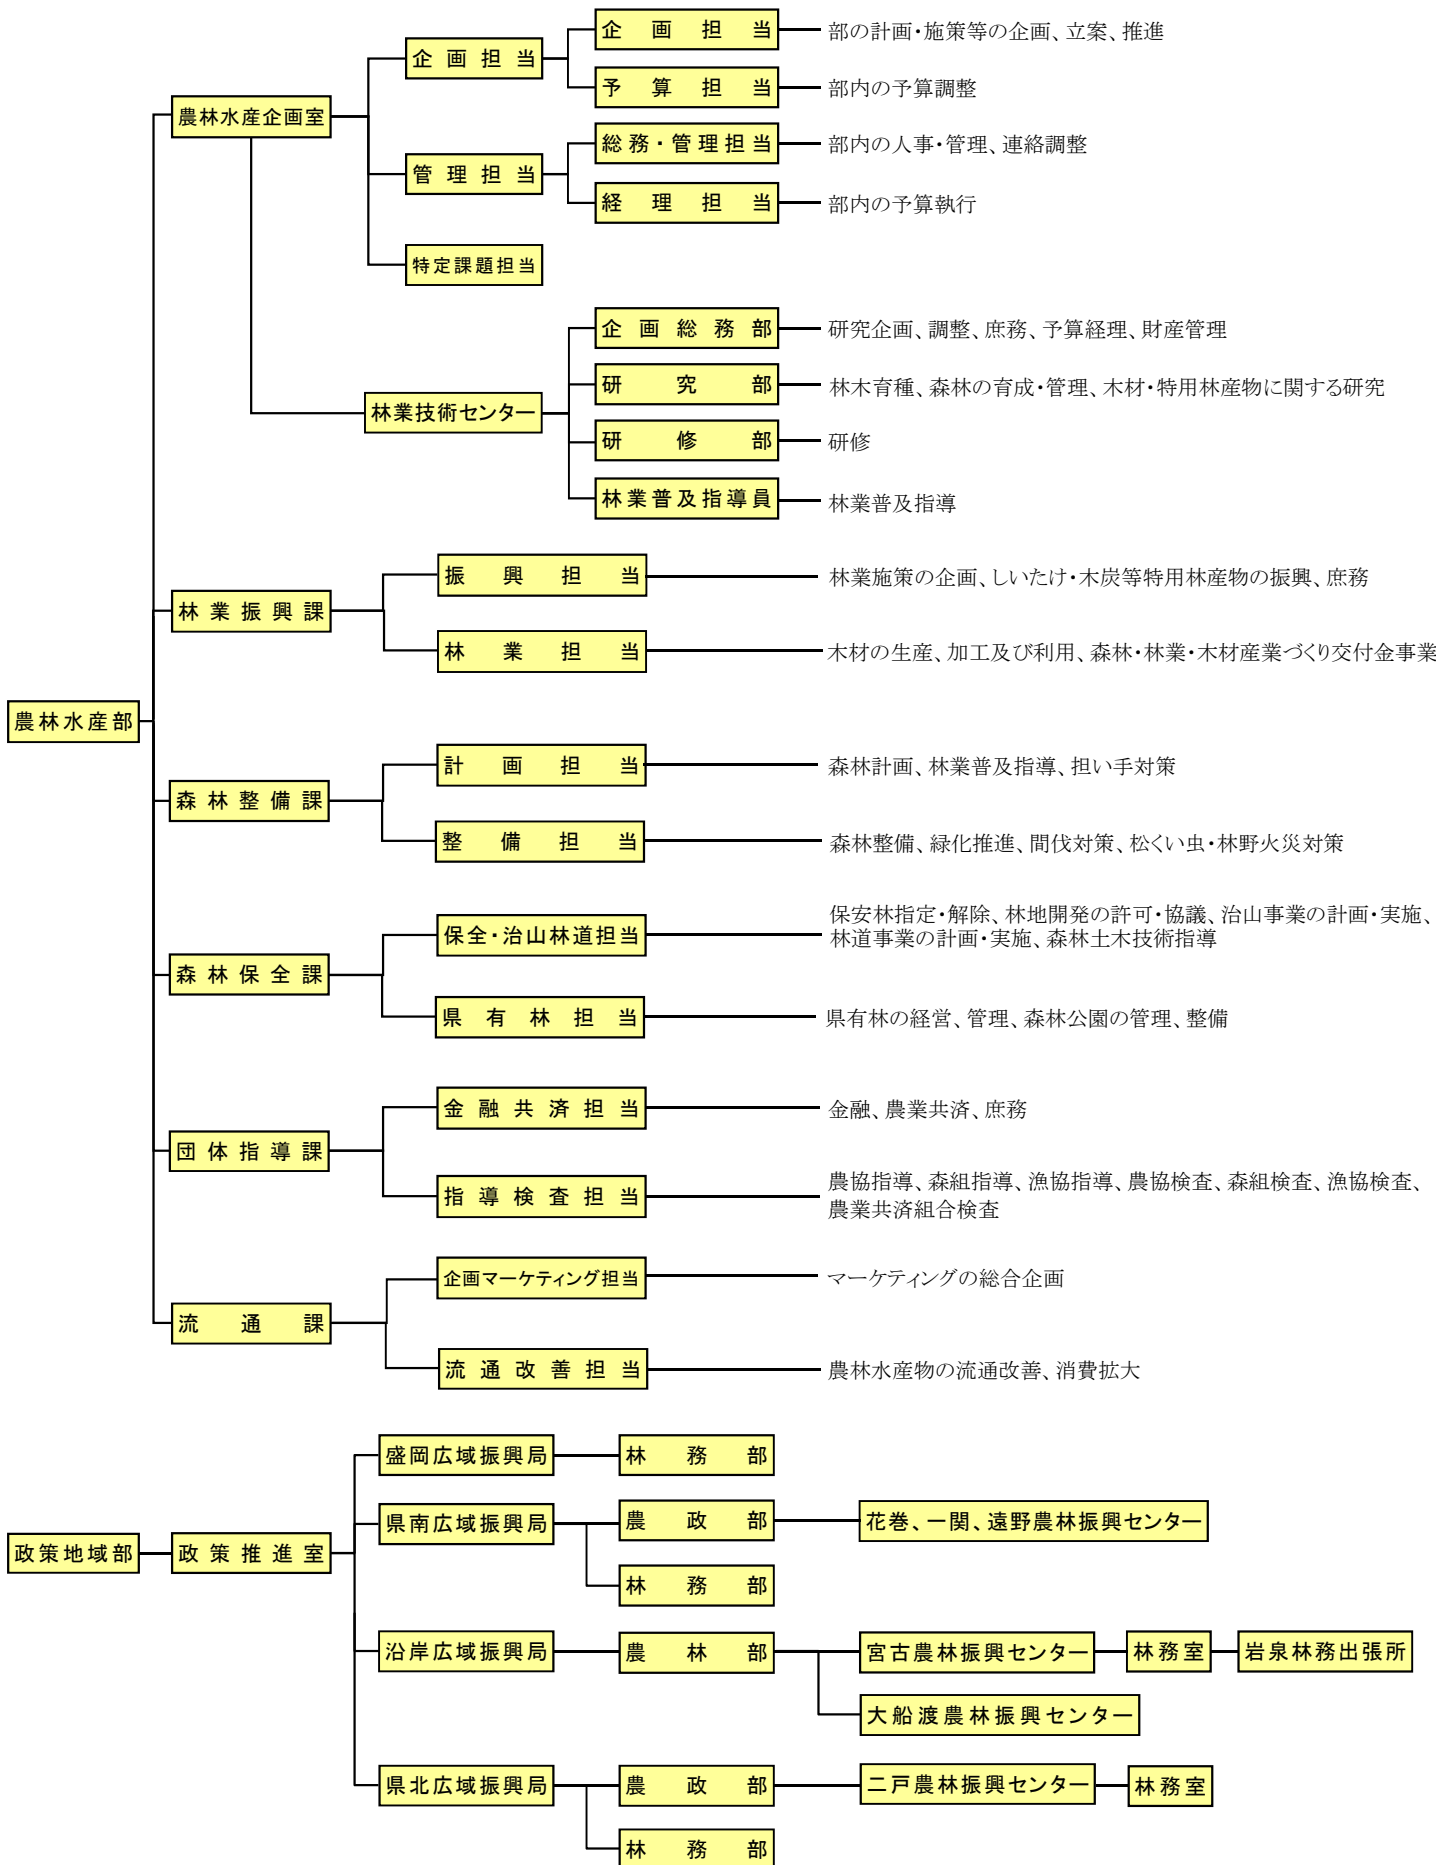 企画担当 部の計画・施策等の企画、立案、推進
企画担当
予算担当 部内の予算調整
農林水産企画室
総務・管理担当 部内の人事・管理、連絡調整
管理担当
経理担当 部内の予算執行
特定課題担当
企画総務部 研究企画、調整、庶務、予算経理、財産管理
研究部 林木育種、森林の育成・管理、木材・特用林産物に関する研究
林業技術センター
研修部 研修
林業普及指導員 林業普及指導
振興担当 林業施策の企画、しいたけ・木炭等特用林産物の振興、庶務
林業振興課
林業担当 木材の生産、加工及び利用、森林・林業・木材産業づくり交付金事業
農林水産部
計画担当 森林計画、林業普及指導、担い手対策
森林整備課
整備担当 森林整備、緑化推進、間伐対策、松くい虫・林野火災対策
保全・治山林道担当 保安林指定・解除、林地開発の許可・協議、治山事業の計画・実施、
林道事業の計画・実施、森林土木技術指導
森林保全課
県有林担当 県有林の経営、管理、森林公園の管理、整備
金融共済担当 金融、農業共済、庶務
団体指導課
指導検査担当 農協指導、森組指導、漁協指導、農協検査、森組検査、漁協検査、
農業共済組合検査
企画マーケティング担当 マーケティングの総合企画
流通課
流通改善担当 農林水産物の流通改善、消費拡大
盛岡広域振興局 林務部
県南広域振興局 農政部 花巻、一関、遠野農林振興センター
政策地域部 政策推進室
林務部
沿岸広域振興局 農林部 宮古農林振興センター 林務室 岩泉林務出張所
大船渡農林振興センター
県北広域振興局 農政部 二戸農林振興センター 林務室
林務部